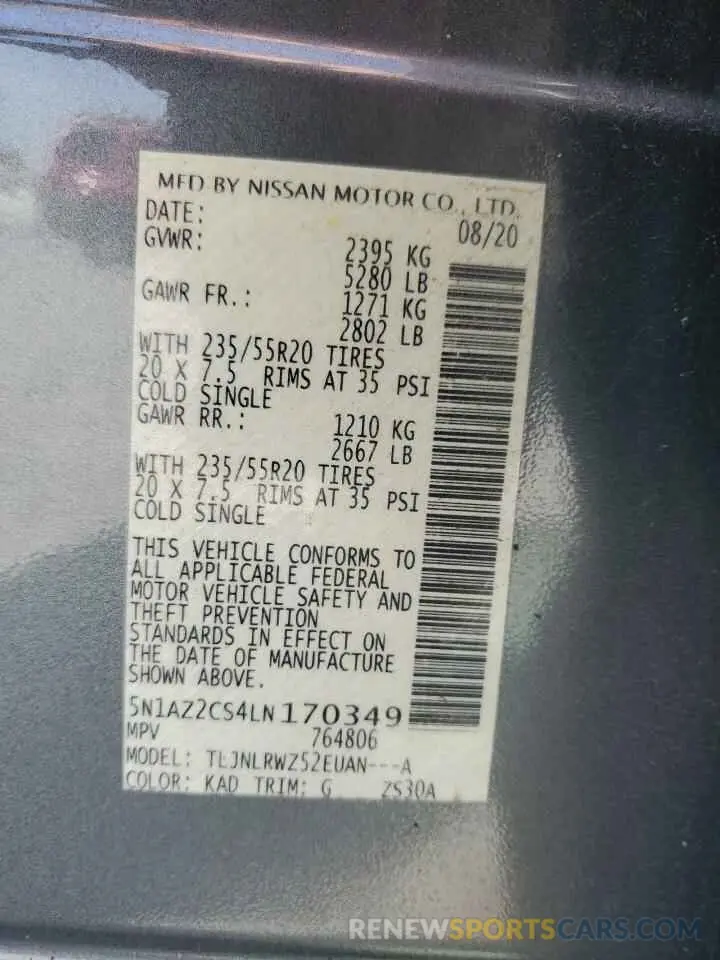 MFD BY NISSAN MOTOR CO., LTD.
DATE: 08/20
GVWR: 2395 KG
5280 LB
GAWR FR.: 1271 KG
2802 LB
WITH 235/55R20 TIRES
20 X 7.5 RIMS AT 35 PSI
COLD SINGLE
GAWR RR.: 1210 KG
2667 LB
WITH 235/55R20 TIRES
20 X 7.5 RIMS AT 35 PSI
COLD SINGLE
THIS VEHICLE CONFORMS TO
ALL APPLICABLE FEDERAL
MOTOR VEHICLE SAFETY AND
THEFT PREVENTION
STANDARDS IN EFFECT ON
THE DATE OF MANUFACTURE
SHOWN ABOVE.
5N1AZ2CS4LN170349
MPV 764806
MODEL: TLJNLRWZ52EUAN---A
COLOR: KAD TRIM: G ZS30A
RENEWSPORTSCARS.COM